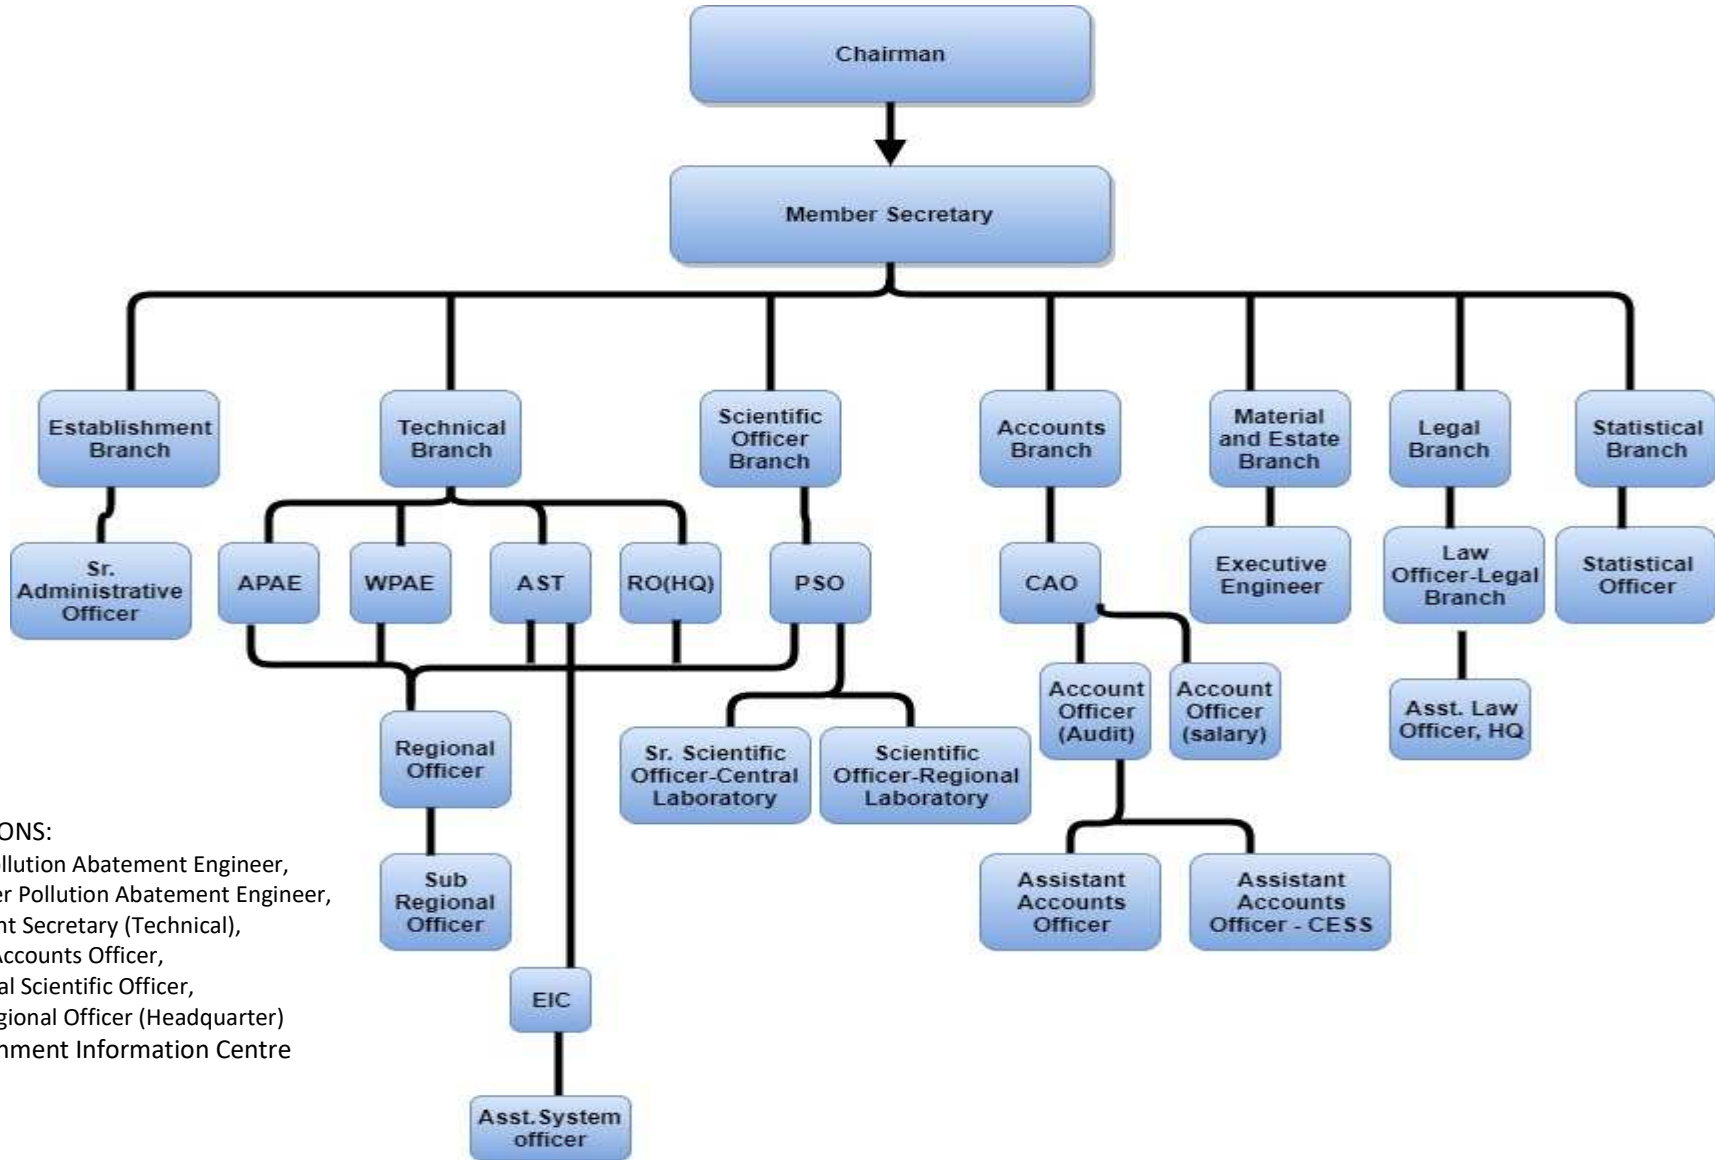 Chairman
Member Secretary
Establishment
Branch
Technical
Branch
Scientific
Officer
Branch
Accounts
Branch
Material
and Estate
Branch
Legal
Branch
Statistical
Branch
Sr.
Administrative
Officer
APAE
WPAE
AST
RO(HQ)
PSO
CAO
Executive
Engineer
Law
Officer-Legal
Branch
Statistical
Officer
Account
Officer
(Audit)
Account
Officer
(salary)
Asst. Law
Officer, HQ
Regional
Officer
Sr. Scientific
Officer-Central
Laboratory
Scientific
Officer-Regional
Laboratory
Sub
Regional
Officer
Assistant
Accounts
Officer
Assistant
Accounts
Officer - CESS
EIC
Asst.System
officer
ONS:
ollution Abatement Engineer,
er Pollution Abatement Engineer,
nt Secretary (Technical),
Accounts Officer,
al Scientific Officer,
gional Officer (Headquarter)
nment Information Centre